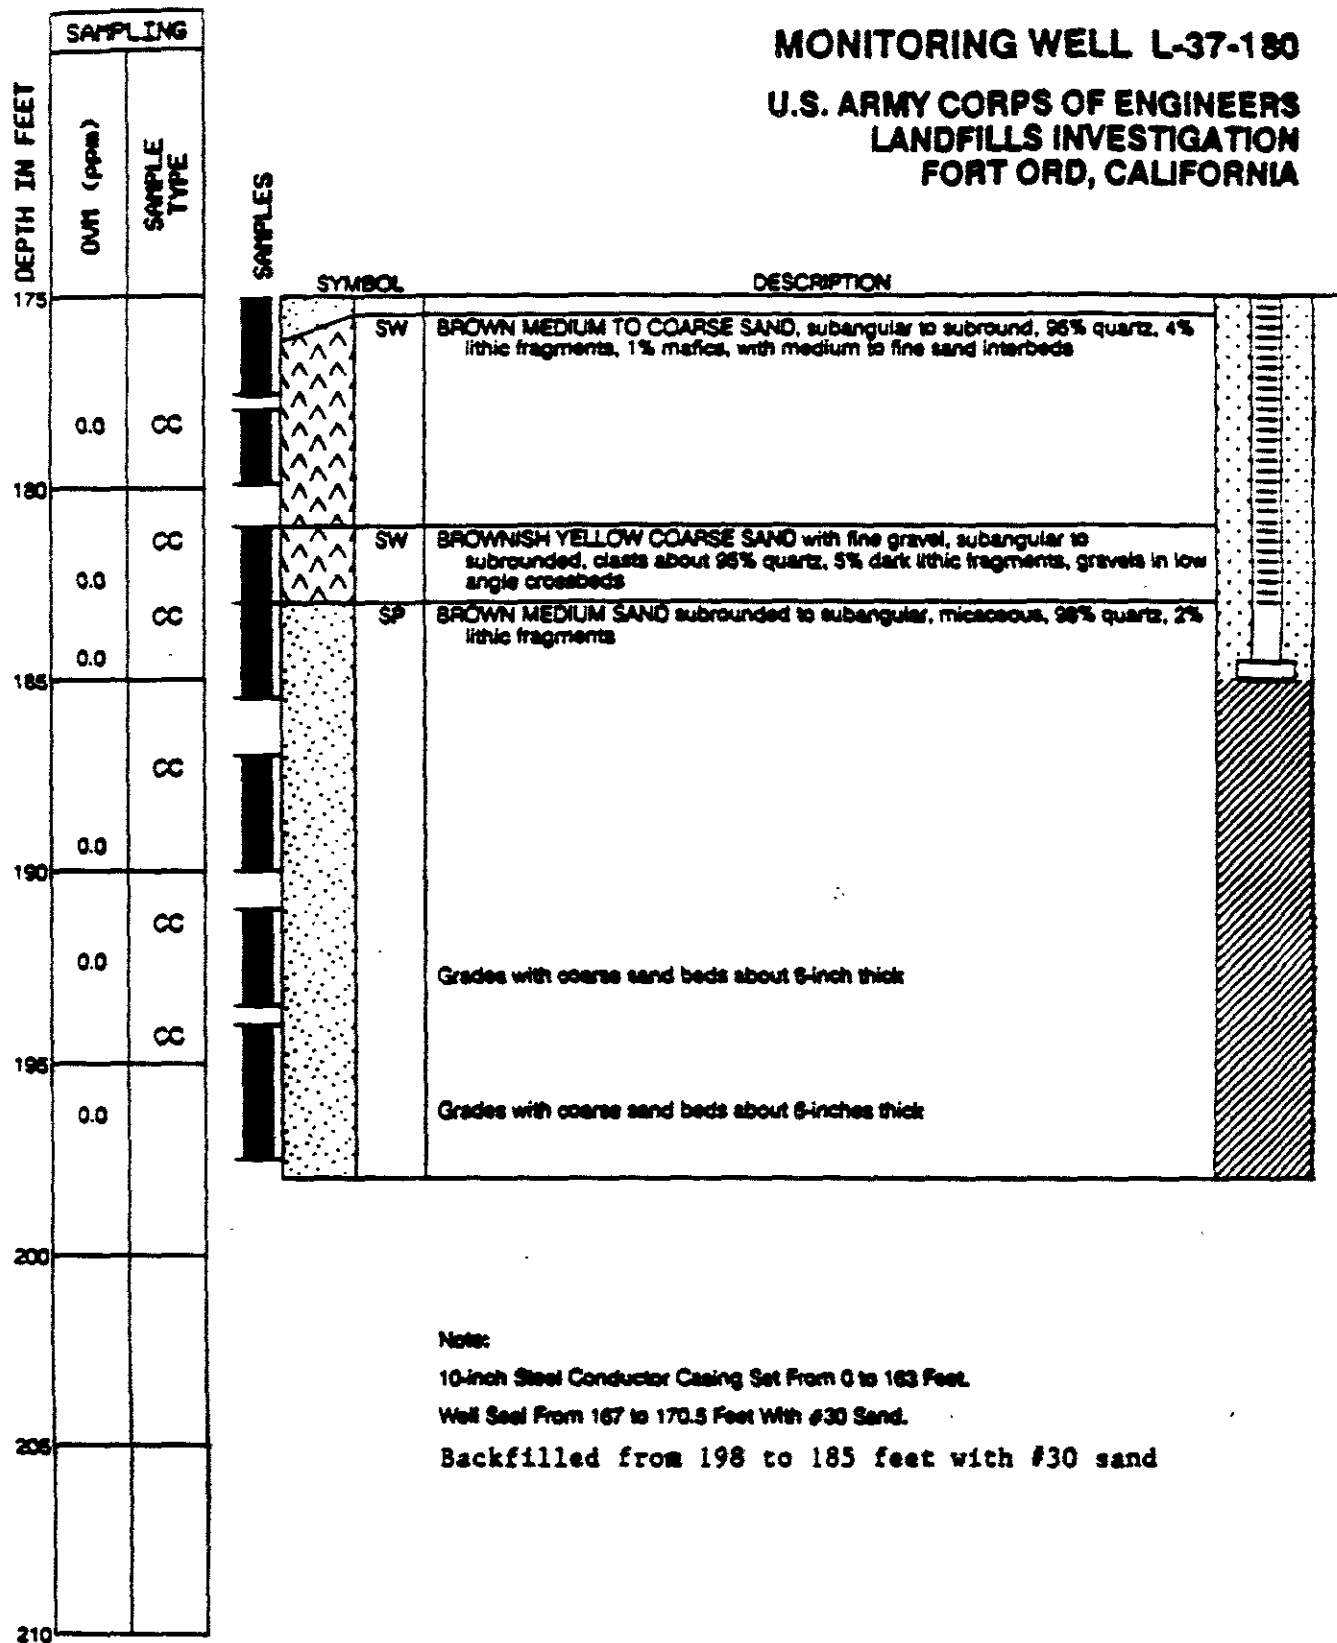 SAMPLING
MONITORING WELL L-37-180
U.S. ARMY CORPS OF ENGINEERS
LANDFILLS INVESTIGATION
FORT ORD, CALIFORNIA
DEPTH IN FEET
OVM (ppm)
SAMPLE
TYPE
SAMPLES
SYMBOL
DESCRIPTION
175
SW
BROWN MEDIUM TO COARSE SAND, subangular to subround, 95% quartz, 4%
lithic fragments, 1% mafics, with medium to fine sand interbeds
0.0
CC
180
SW
BROWNISH YELLOW COARSE SAND with fine gravel, subangular to
subrounded, clasts about 95% quartz, 5% dark lithic fragments, gravels in low
angle crossbeds
CC
0.0
SP
BROWN MEDIUM SAND subrounded to subangular, micaceous, 98% quartz, 2%
lithic fragments
CC
0.0
185
CC
0.0
190
CC
0.0
Grades with coarse sand beds about 6-inch thick
CC
195
0.0
Grades with coarse sand beds about 6-inches thick
200
Note:
10-inch Steel Conductor Casing Set From 0 to 163 Feet.
Well Seal From 167 to 170.5 Feet With #30 Sand.
205
Backfilled from 198 to 185 feet with #30 sand
210